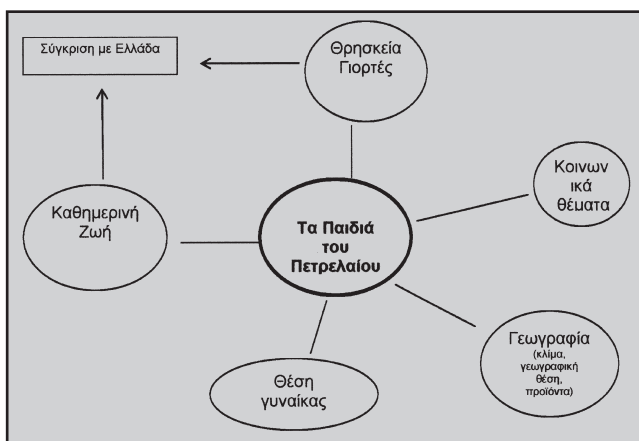 Σύγκριση με Ελλάδα
Θρησκεία
Γιορτές
Κοινων
ικά
θέματα
Καθημερινή
Ζωή
Τα Παιδιά
του
Πετρελαίου
Γεωγραφία
(κλίμα,
γεωγραφική
θέση,
προϊόντα)
Θέση
γυναίκας